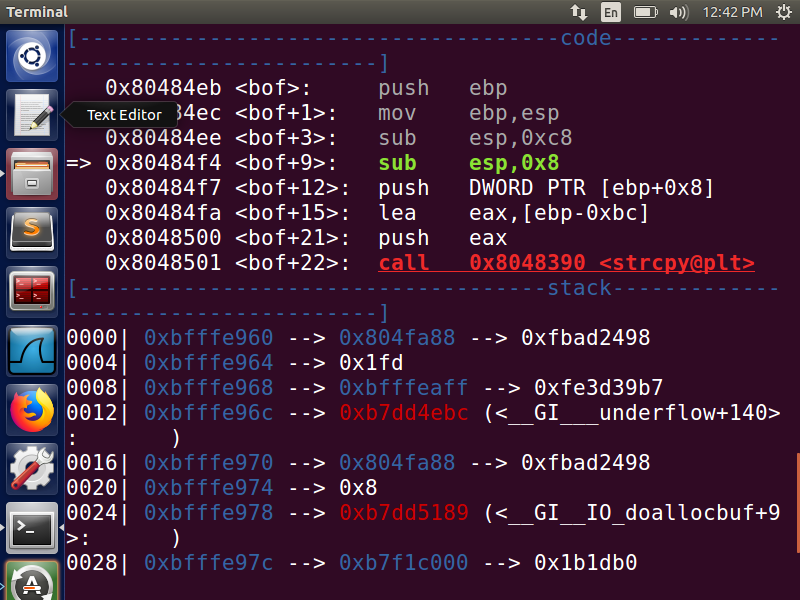 Terminal
En
12:42 PM
[-------------------------------------code-------------
------------------------]
0x80484eb <bof>: push ebp
84ec <bof+1>: mov ebp,esp
Text Editor
0x80484ee <bof+3>: sub esp,0xc8
=> 0x80484f4 <bof+9>: sub esp,0x8
0x80484f7 <bof+12>: push DWORD PTR [ebp+0x8]
0x80484fa <bof+15>: lea eax,[ebp-0xbc]
0x8048500 <bof+21>: push eax
0x8048501 <bof+22>: call 0x8048390 <strcpy@plt>
[------------------------------------stack-------------
------------------------]
0000| 0xbfffe960 --> 0x804fa88 --> 0xfbad2498
0004| 0xbfffe964 --> 0x1fd
0008| 0xbfffe968 --> 0xbfffeaff --> 0xfe3d39b7
0012| 0xbfffe96c --> 0xb7dd4ebc (<__GI___underflow+140>
: )
0016| 0xbfffe970 --> 0x804fa88 --> 0xfbad2498
0020| 0xbfffe974 --> 0x8
0024| 0xbfffe978 --> 0xb7dd5189 (<__GI__IO_doallocbuf+9
>: )
0028| 0xbfffe97c --> 0xb7f1c000 --> 0x1b1db0